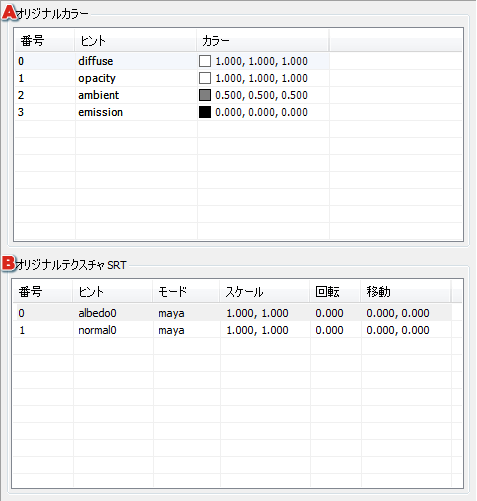 A オリジナルカラー
番号 ヒント カラー
0 diffuse 1.000, 1.000, 1.000
1 opacity 1.000, 1.000, 1.000
2 ambient 0.500, 0.500, 0.500
3 emission 0.000, 0.000, 0.000
B オリジナルテクスチャ SRT
番号 ヒント モード スケール 回転 移動
0 albedo0 maya 1.000, 1.000 0.000 0.000, 0.000
1 normal0 maya 1.000, 1.000 0.000 0.000, 0.000